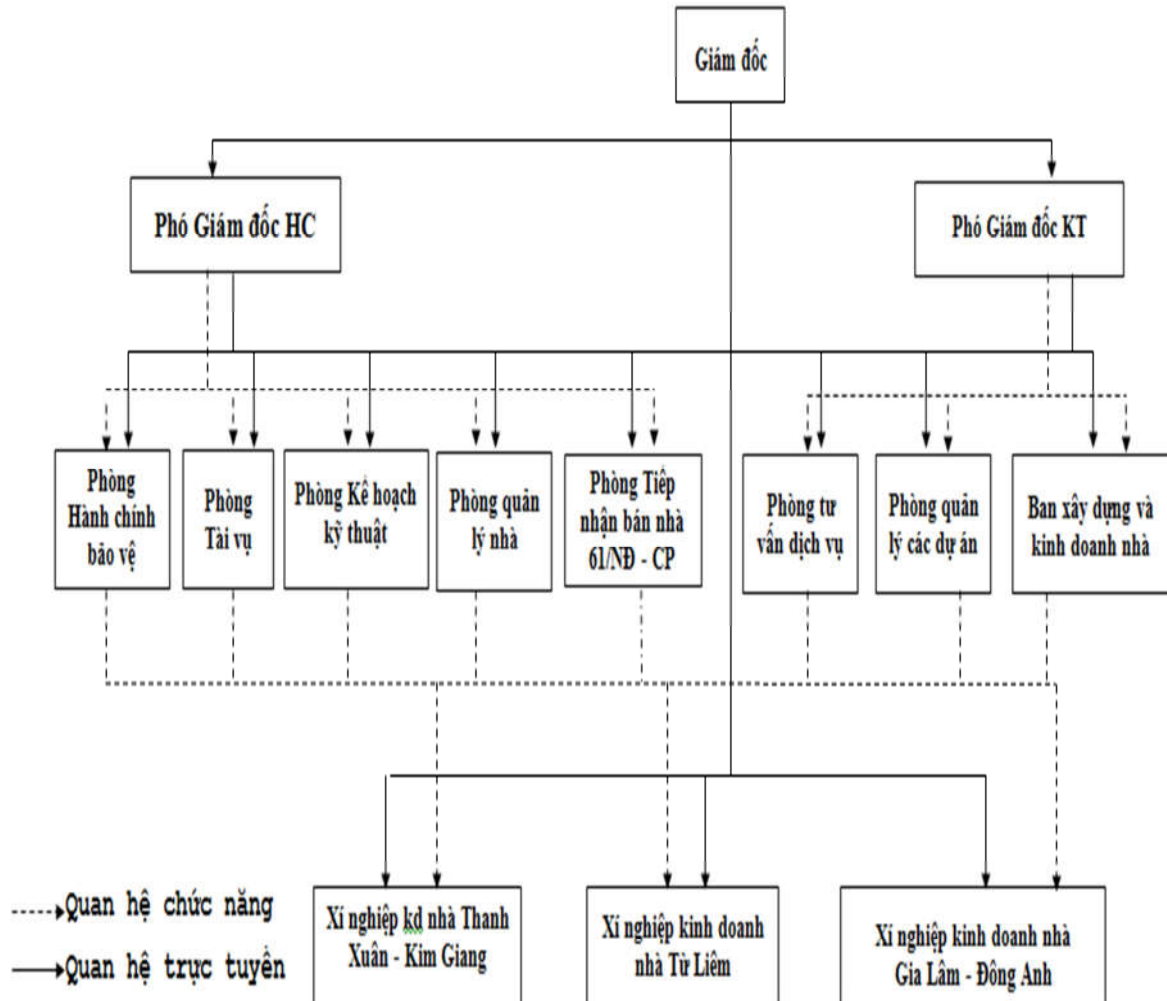 Giám đốc
Phó Giám đốc HC
Phó Giám đốc KT
Phòng
Hành chính
bảo vệ
Phòng
Tài vụ
Phòng Kế hoạch
kỹ thuật
Phòng quản
lý nhà
Phòng Tiếp
nhận bán nhà
61/NĐ - CP
Phòng tư
vấn dịch vụ
Phòng quản
lý các dự án
Ban xây dựng và
kinh doanh nhà
Quan hệ chức năng
Quan hệ trực tuyến
Xí nghiệp kd nhà Thanh
Xuân - Kim Giang
Xí nghiệp kinh doanh
nhà Từ Liêm
Xí nghiệp kinh doanh nhà
Gia Lâm - Đông Anh